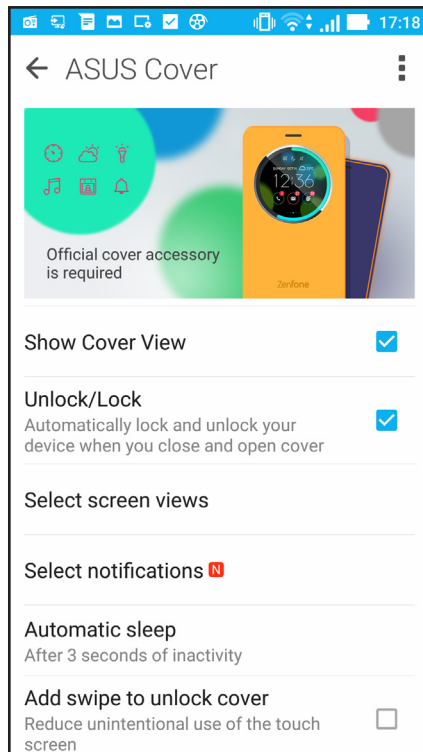 17:18
ASUS Cover
12:36
Official cover accessory
is required
Zenfone
Show Cover View
Unlock/Lock
Automatically lock and unlock your
device when you close and open cover
Select screen views
Select notifications N
Automatic sleep
After 3 seconds of inactivity
Add swipe to unlock cover
Reduce unintentional use of the touch
screen